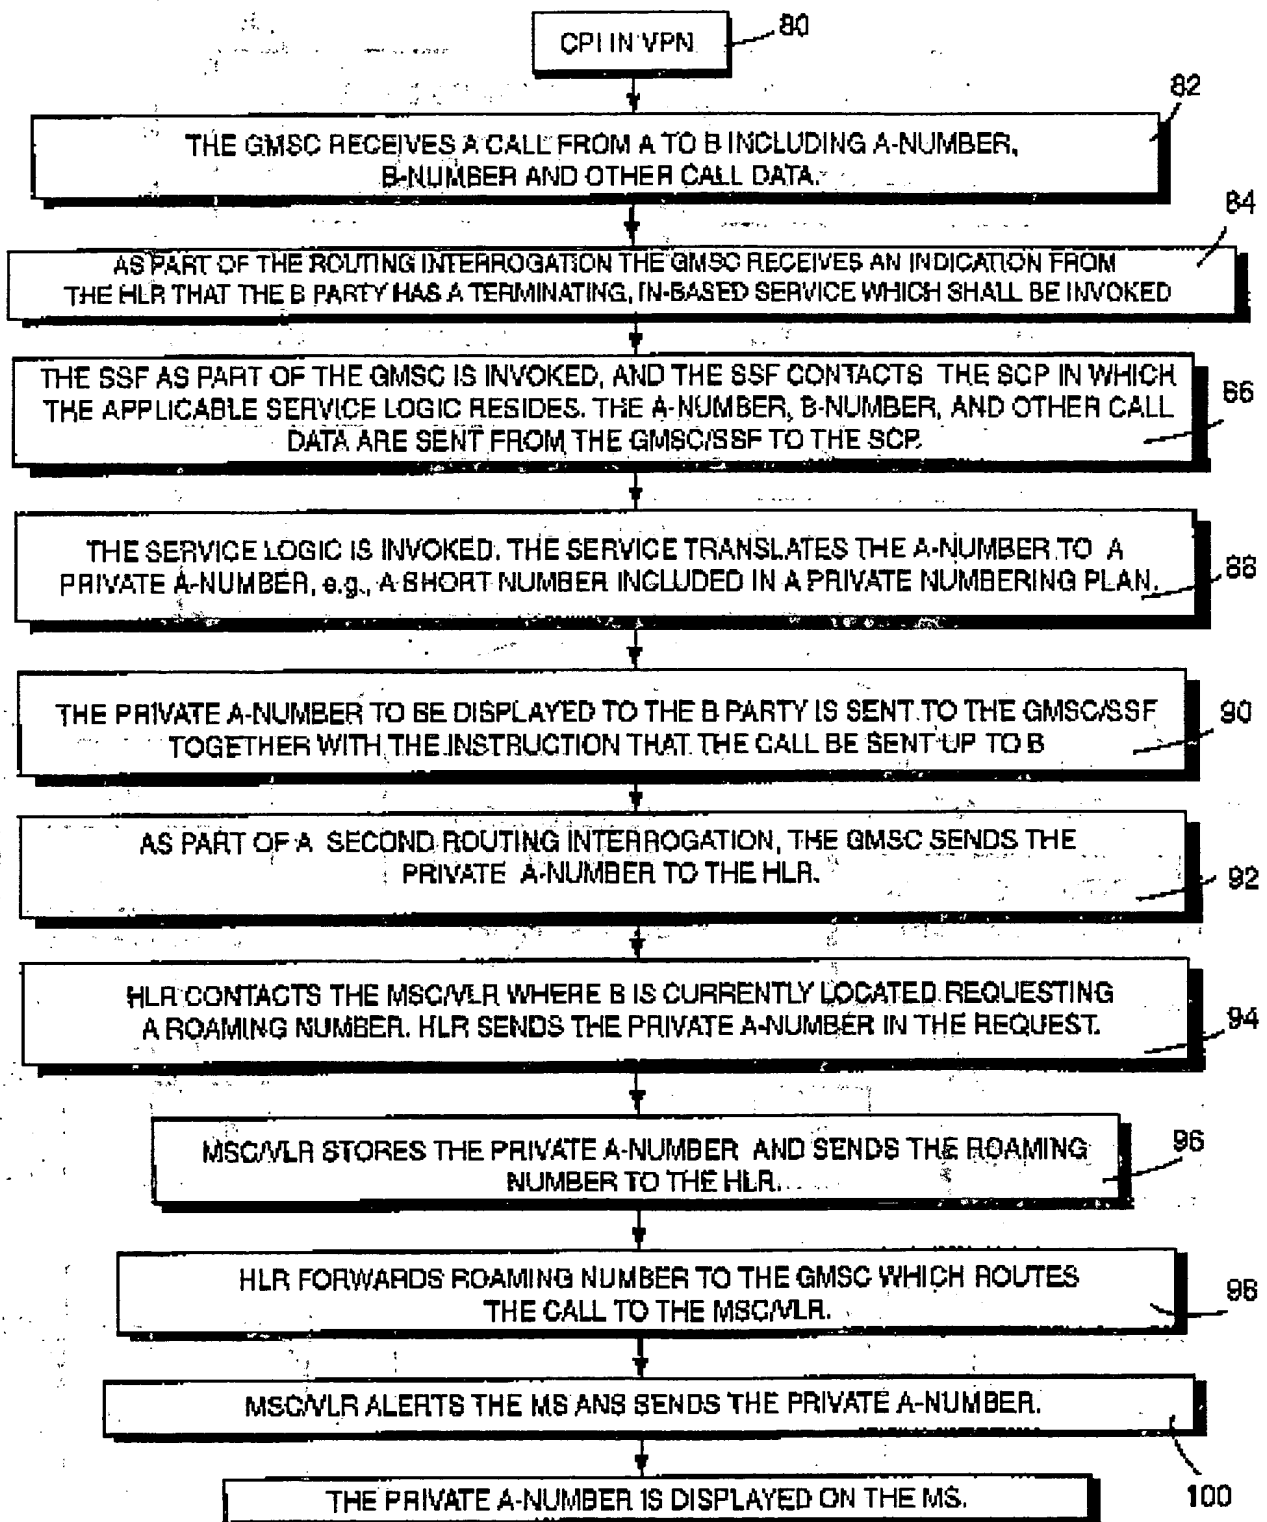 CPI IN VPN
80
82
THE GMSC RECEIVES A CALL FROM A TO B INCLUDING A-NUMBER,
B-NUMBER AND OTHER CALL DATA.
84
AS PART OF THE ROUTING INTERROGATION THE GMSC RECEIVES AN INDICATION FROM
THE HLR THAT THE B PARTY HAS A TERMINATING, IN-BASED SERVICE WHICH SHALL BE INVOKED
THE SSF AS PART OF THE GMSC IS INVOKED, AND THE SSF CONTACTS THE SCP IN WHICH
THE APPLICABLE SERVICE LOGIC RESIDES. THE A-NUMBER, B-NUMBER, AND OTHER CALL
DATA ARE SENT FROM THE GMSC/SSF TO THE SCP.
86
THE SERVICE LOGIC IS INVOKED. THE SERVICE TRANSLATES THE A-NUMBER TO A
PRIVATE A-NUMBER, e.g., A SHORT NUMBER INCLUDED IN A PRIVATE NUMBERING PLAN.
88
THE PRIVATE A-NUMBER TO BE DISPLAYED TO THE B PARTY IS SENT TO THE GMSC/SSF
TOGETHER WITH THE INSTRUCTION THAT THE CALL BE SENT UP TO B
90
AS PART OF A SECOND ROUTING INTERROGATION, THE GMSC SENDS THE
PRIVATE A-NUMBER TO THE HLR.
92
HLR CONTACTS THE MSC/VLR WHERE B IS CURRENTLY LOCATED REQUESTING
A ROAMING NUMBER. HLR SENDS THE PRIVATE A-NUMBER IN THE REQUEST.
94
MSC/VLR STORES THE PRIVATE A-NUMBER AND SENDS THE ROAMING
NUMBER TO THE HLR.
96
HLR FORWARDS ROAMING NUMBER TO THE GMSC WHICH ROUTES
THE CALL TO THE MSC/VLR.
98
MSC/VLR ALERTS THE MS ANS SENDS THE PRIVATE A-NUMBER.
100
THE PRIVATE A-NUMBER IS DISPLAYED ON THE MS.